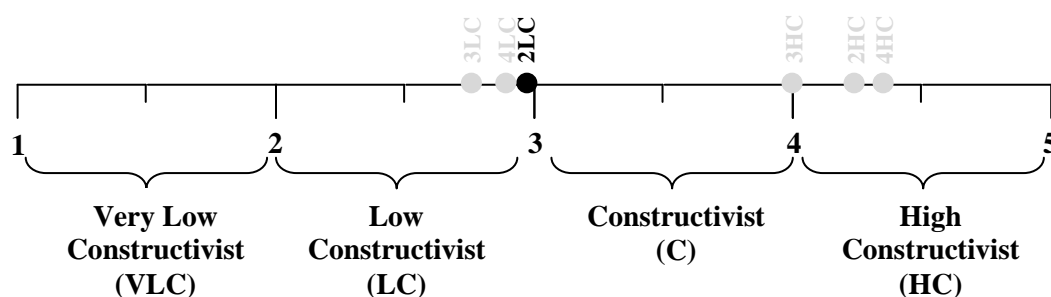 3LC 4LC 2LC 3HC 2HC 4HC
1 2 3 4 5
Very Low
Constructivist
(VLC)
Low
Constructivist
(LC)
Constructivist
(C)
High
Constructivist
(HC)